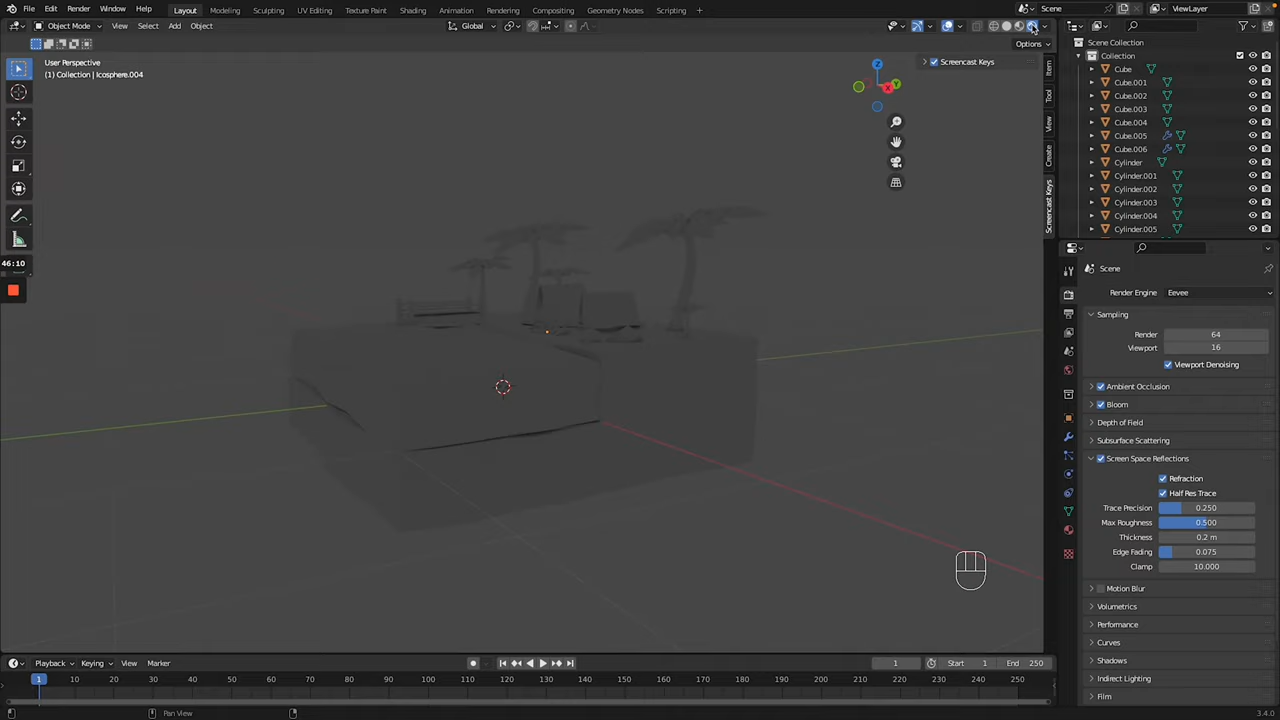 File Edit Render Window Help Layout Modeling Sculpting UV Editing Texture Paint Shading Animation Rendering Compositing Geometry Nodes Scripting Scene ViewLayer
Object Mode View Select Add Object Global
Options
User Perspective
(1) Collection | Icosphere.004
Screencast Keys
Z
Y
X
Item
Tool
View
Create
Screencast Keys
46:10
Scene Collection
Collection
Cube
Cube.001
Cube.002
Cube.003
Cube.004
Cube.005
Cube.006
Cylinder
Cylinder.001
Cylinder.002
Cylinder.003
Cylinder.004
Cylinder.005
Scene
Render Engine Eevee
Sampling
Render 64
Viewport 16
Viewport Denoising
Ambient Occlusion
Bloom
Depth of Field
Subsurface Scattering
Screen Space Reflections
Refraction
Half Res Trace
Trace Precision 0.250
Max Roughness 0.500
Thickness 0.2 m
Edge Fading 0.075
Clamp 10.000
Motion Blur
Volumetrics
Performance
Curves
Shadows
Indirect Lighting
Film
Playback Keying View Marker 1 Start 1 End 250
1 10 20 30 40 50 60 70 80 90 100 110 120 130 140 150 160 170 180 190 200 210 220 230 240 250
Pan View
3.4.0